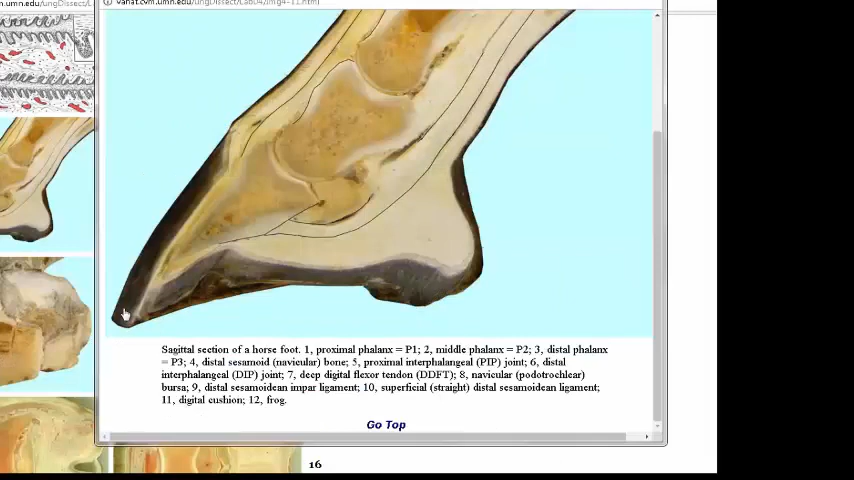 n.umn.edu/ungDissect/L
vanat.cvm.umn.edu/ungDissect/Lab04/img4-11.html
Sagittal section of a horse foot. 1, proximal phalanx = P1; 2, middle phalanx = P2; 3, distal phalanx
= P3; 4, distal sesamoid (navicular) bone; 5, proximal interphalangeal (PIP) joint; 6, distal
interphalangeal (DIP) joint; 7, deep digital flexor tendon (DDFT); 8, navicular (podotrochlear)
bursa; 9, distal sesamoidean impar ligament; 10, superficial (straight) distal sesamoidean ligament;
11, digital cushion; 12, frog.
Go Top
16